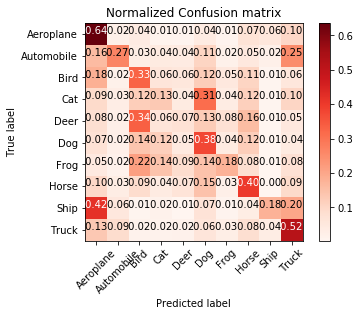 Normalized Confusion matrix
True label
Aeroplane 0.64 0.02 0.04 0.01 0.01 0.04 0.01 0.07 0.06 0.10
Automobile 0.16 0.27 0.03 0.04 0.04 0.11 0.02 0.05 0.02 0.25
Bird 0.18 0.02 0.33 0.06 0.06 0.12 0.05 0.11 0.01 0.06
Cat 0.09 0.03 0.12 0.13 0.04 0.31 0.04 0.12 0.01 0.10
Deer 0.08 0.02 0.34 0.06 0.07 0.13 0.08 0.16 0.01 0.05
Dog 0.07 0.02 0.14 0.12 0.05 0.38 0.04 0.12 0.01 0.04
Frog 0.05 0.02 0.22 0.14 0.09 0.14 0.18 0.08 0.01 0.08
Horse 0.10 0.03 0.09 0.04 0.07 0.15 0.03 0.40 0.00 0.09
Ship 0.42 0.06 0.01 0.02 0.01 0.07 0.01 0.04 0.18 0.20
Truck 0.13 0.09 0.02 0.02 0.02 0.06 0.03 0.08 0.04 0.52
Aeroplane Automobile Bird Cat Deer Dog Frog Horse Ship Truck
Predicted label
0.6
0.5
0.4
0.3
0.2
0.1